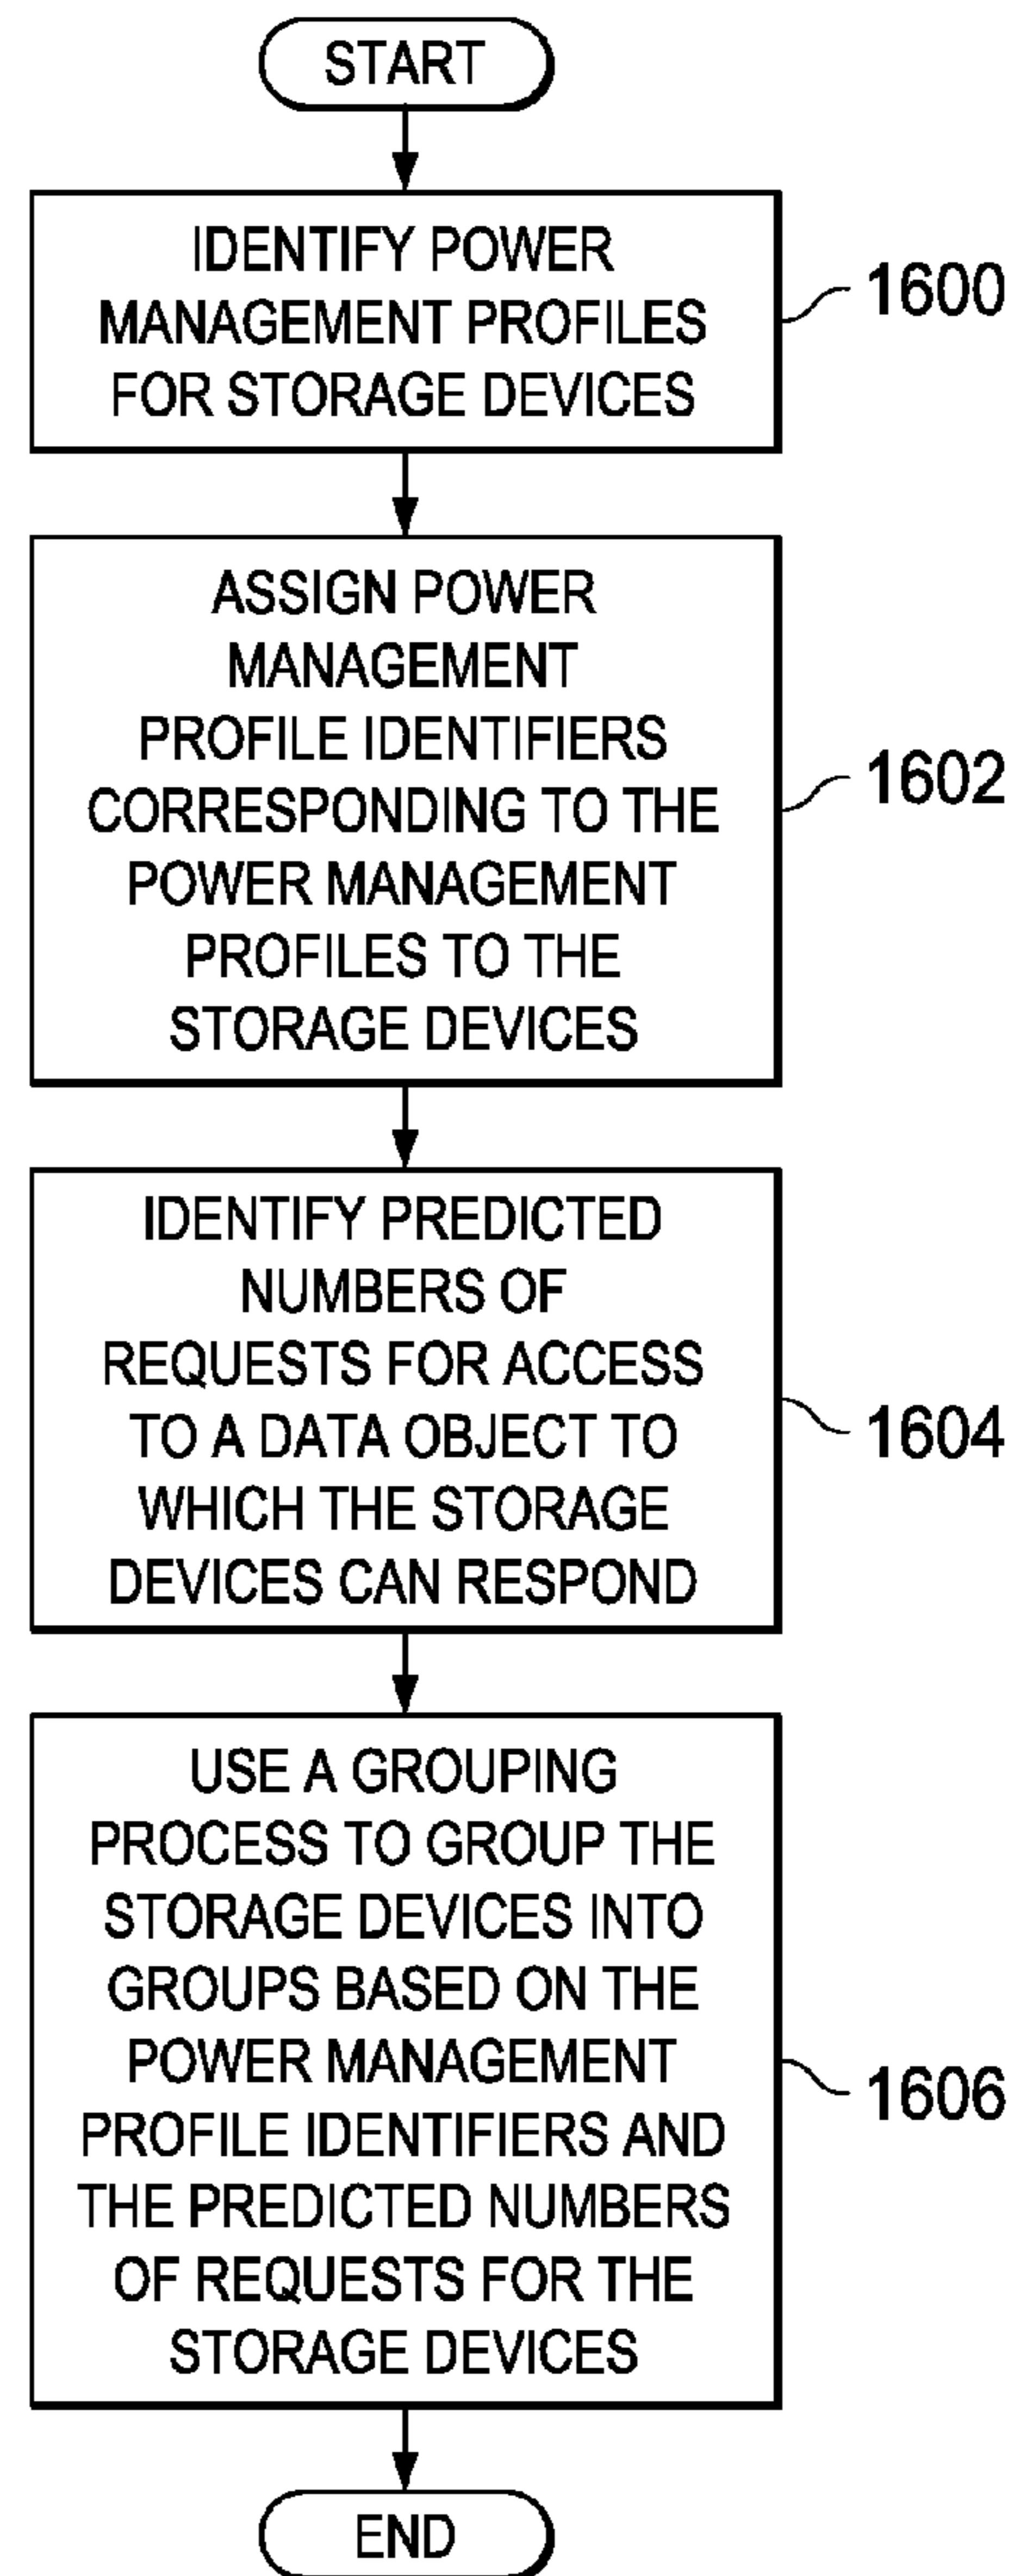 START
IDENTIFY POWER
MANAGEMENT PROFILES
FOR STORAGE DEVICES
1600
ASSIGN POWER
MANAGEMENT
PROFILE IDENTIFIERS
CORRESPONDING TO THE
POWER MANAGEMENT
PROFILES TO THE
STORAGE DEVICES
1602
IDENTIFY PREDICTED
NUMBERS OF
REQUESTS FOR ACCESS
TO A DATA OBJECT TO
WHICH THE STORAGE
DEVICES CAN RESPOND
1604
USE A GROUPING
PROCESS TO GROUP THE
STORAGE DEVICES INTO
GROUPS BASED ON THE
POWER MANAGEMENT
PROFILE IDENTIFIERS AND
THE PREDICTED NUMBERS
OF REQUESTS FOR THE
STORAGE DEVICES
1606
END